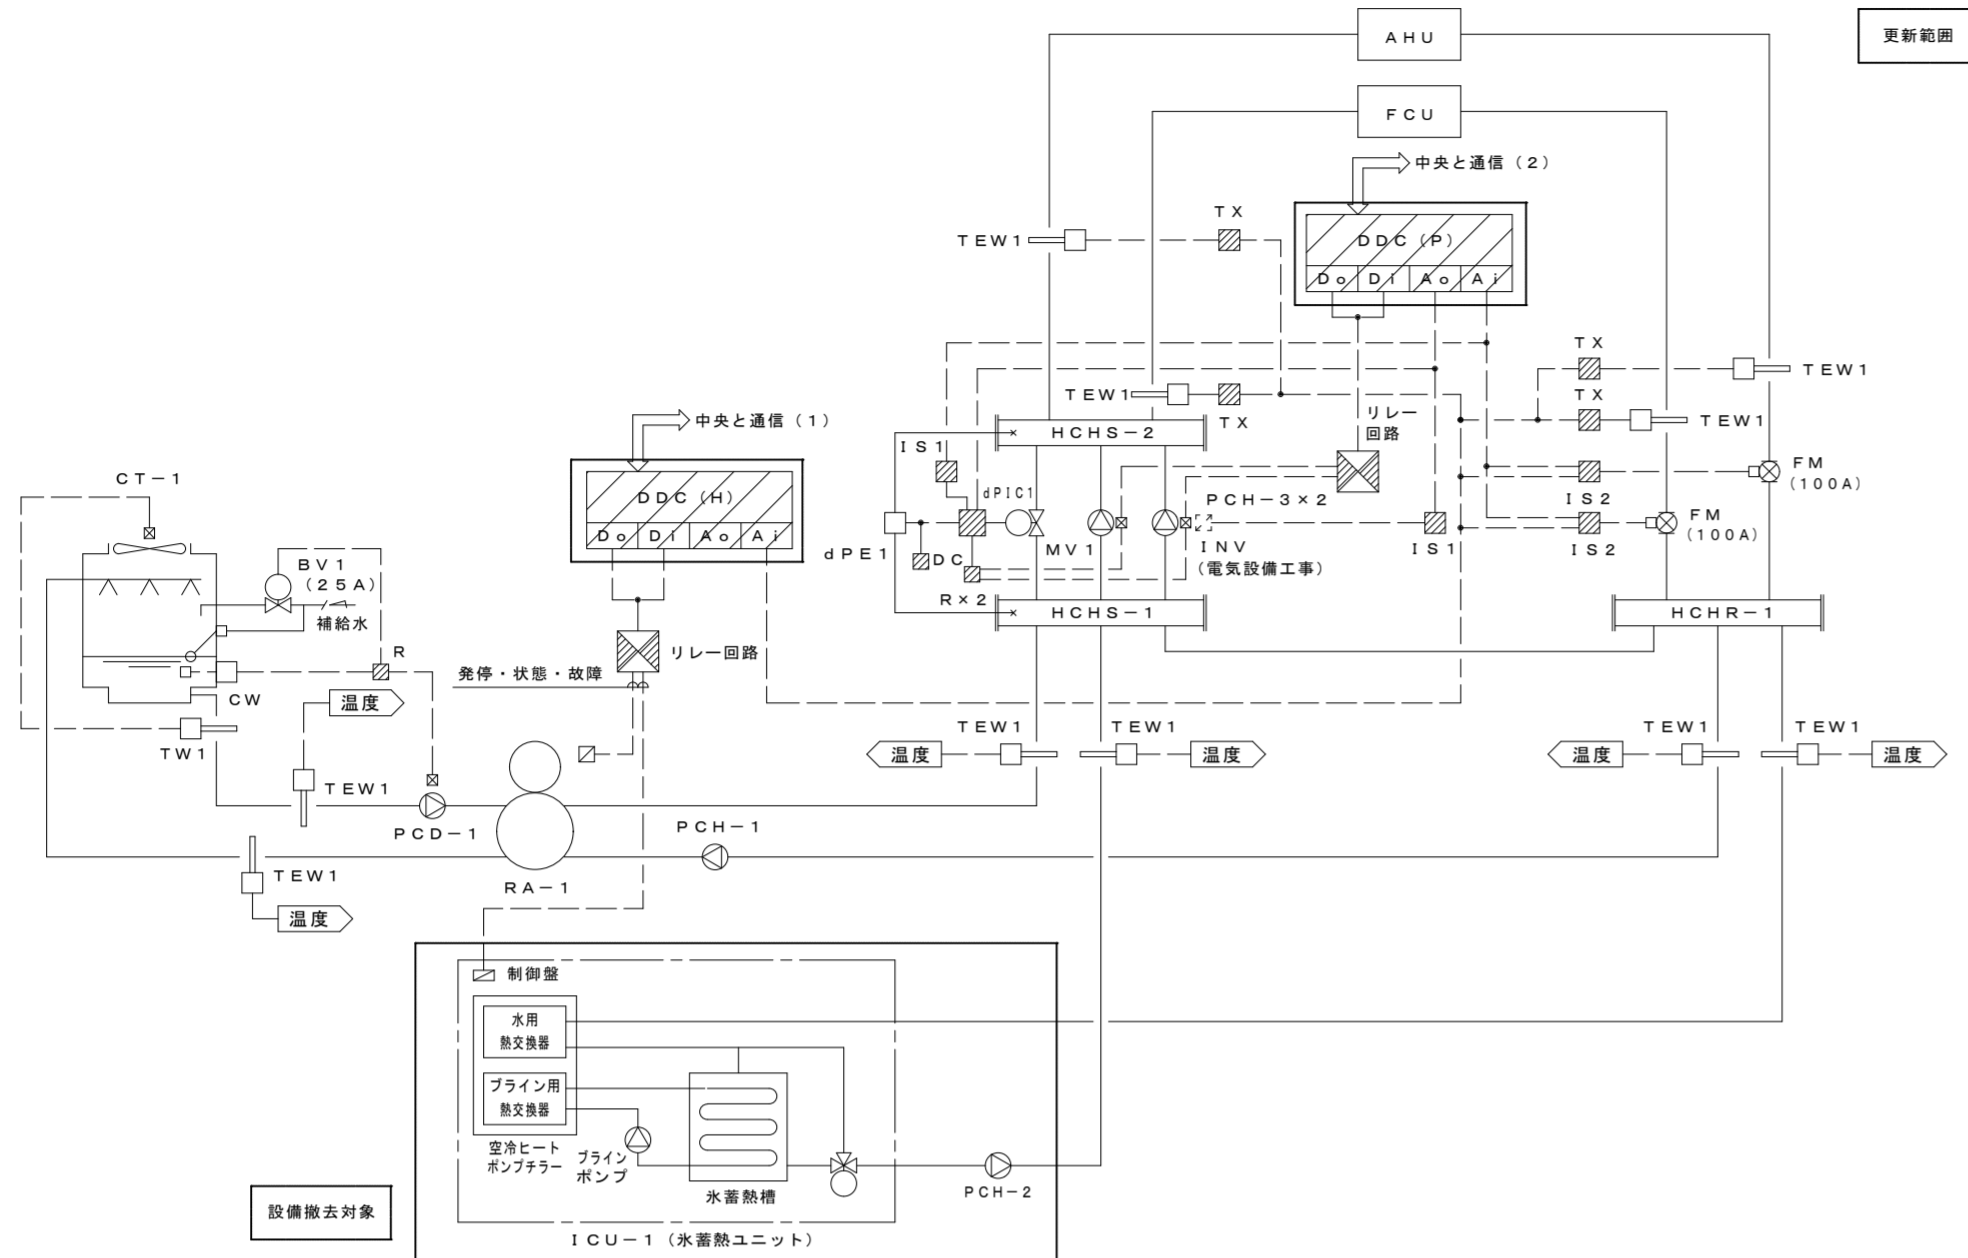 AHU
更新範囲
FCU
中央と通信（2）
TX
TEW1
DDC（P）
Do Di Ao Ai
TX
TEW1
TEW1
TX
リレー
回路
TX
TEW1
中央と通信（1）
HCHS－2
IS1
CT－1
DDC（H）
Do Di Ao Ai
dPIC1
PCH－3×2
IS2
FM
（100A）
BV1
（25A）
dPE1
DC
MV1
INV
（電気設備工事）
IS1
IS2
FM
（100A）
補給水
R×2
HCHS－1
HCHR－1
R
リレー回路
発停・状態・故障
CW
温度
TW1
TEW1
TEW1
TEW1
TEW1
温度
温度
温度
温度
TEW1
PCD－1
PCH－1
TEW1
RA－1
温度
制御盤
水用
熱交換器
ブライン用
熱交換器
空冷ヒート
ポンプチラー
ブライン
ポンプ
氷蓄熱槽
PCH－2
設備撤去対象
ICU－1（氷蓄熱ユニット）